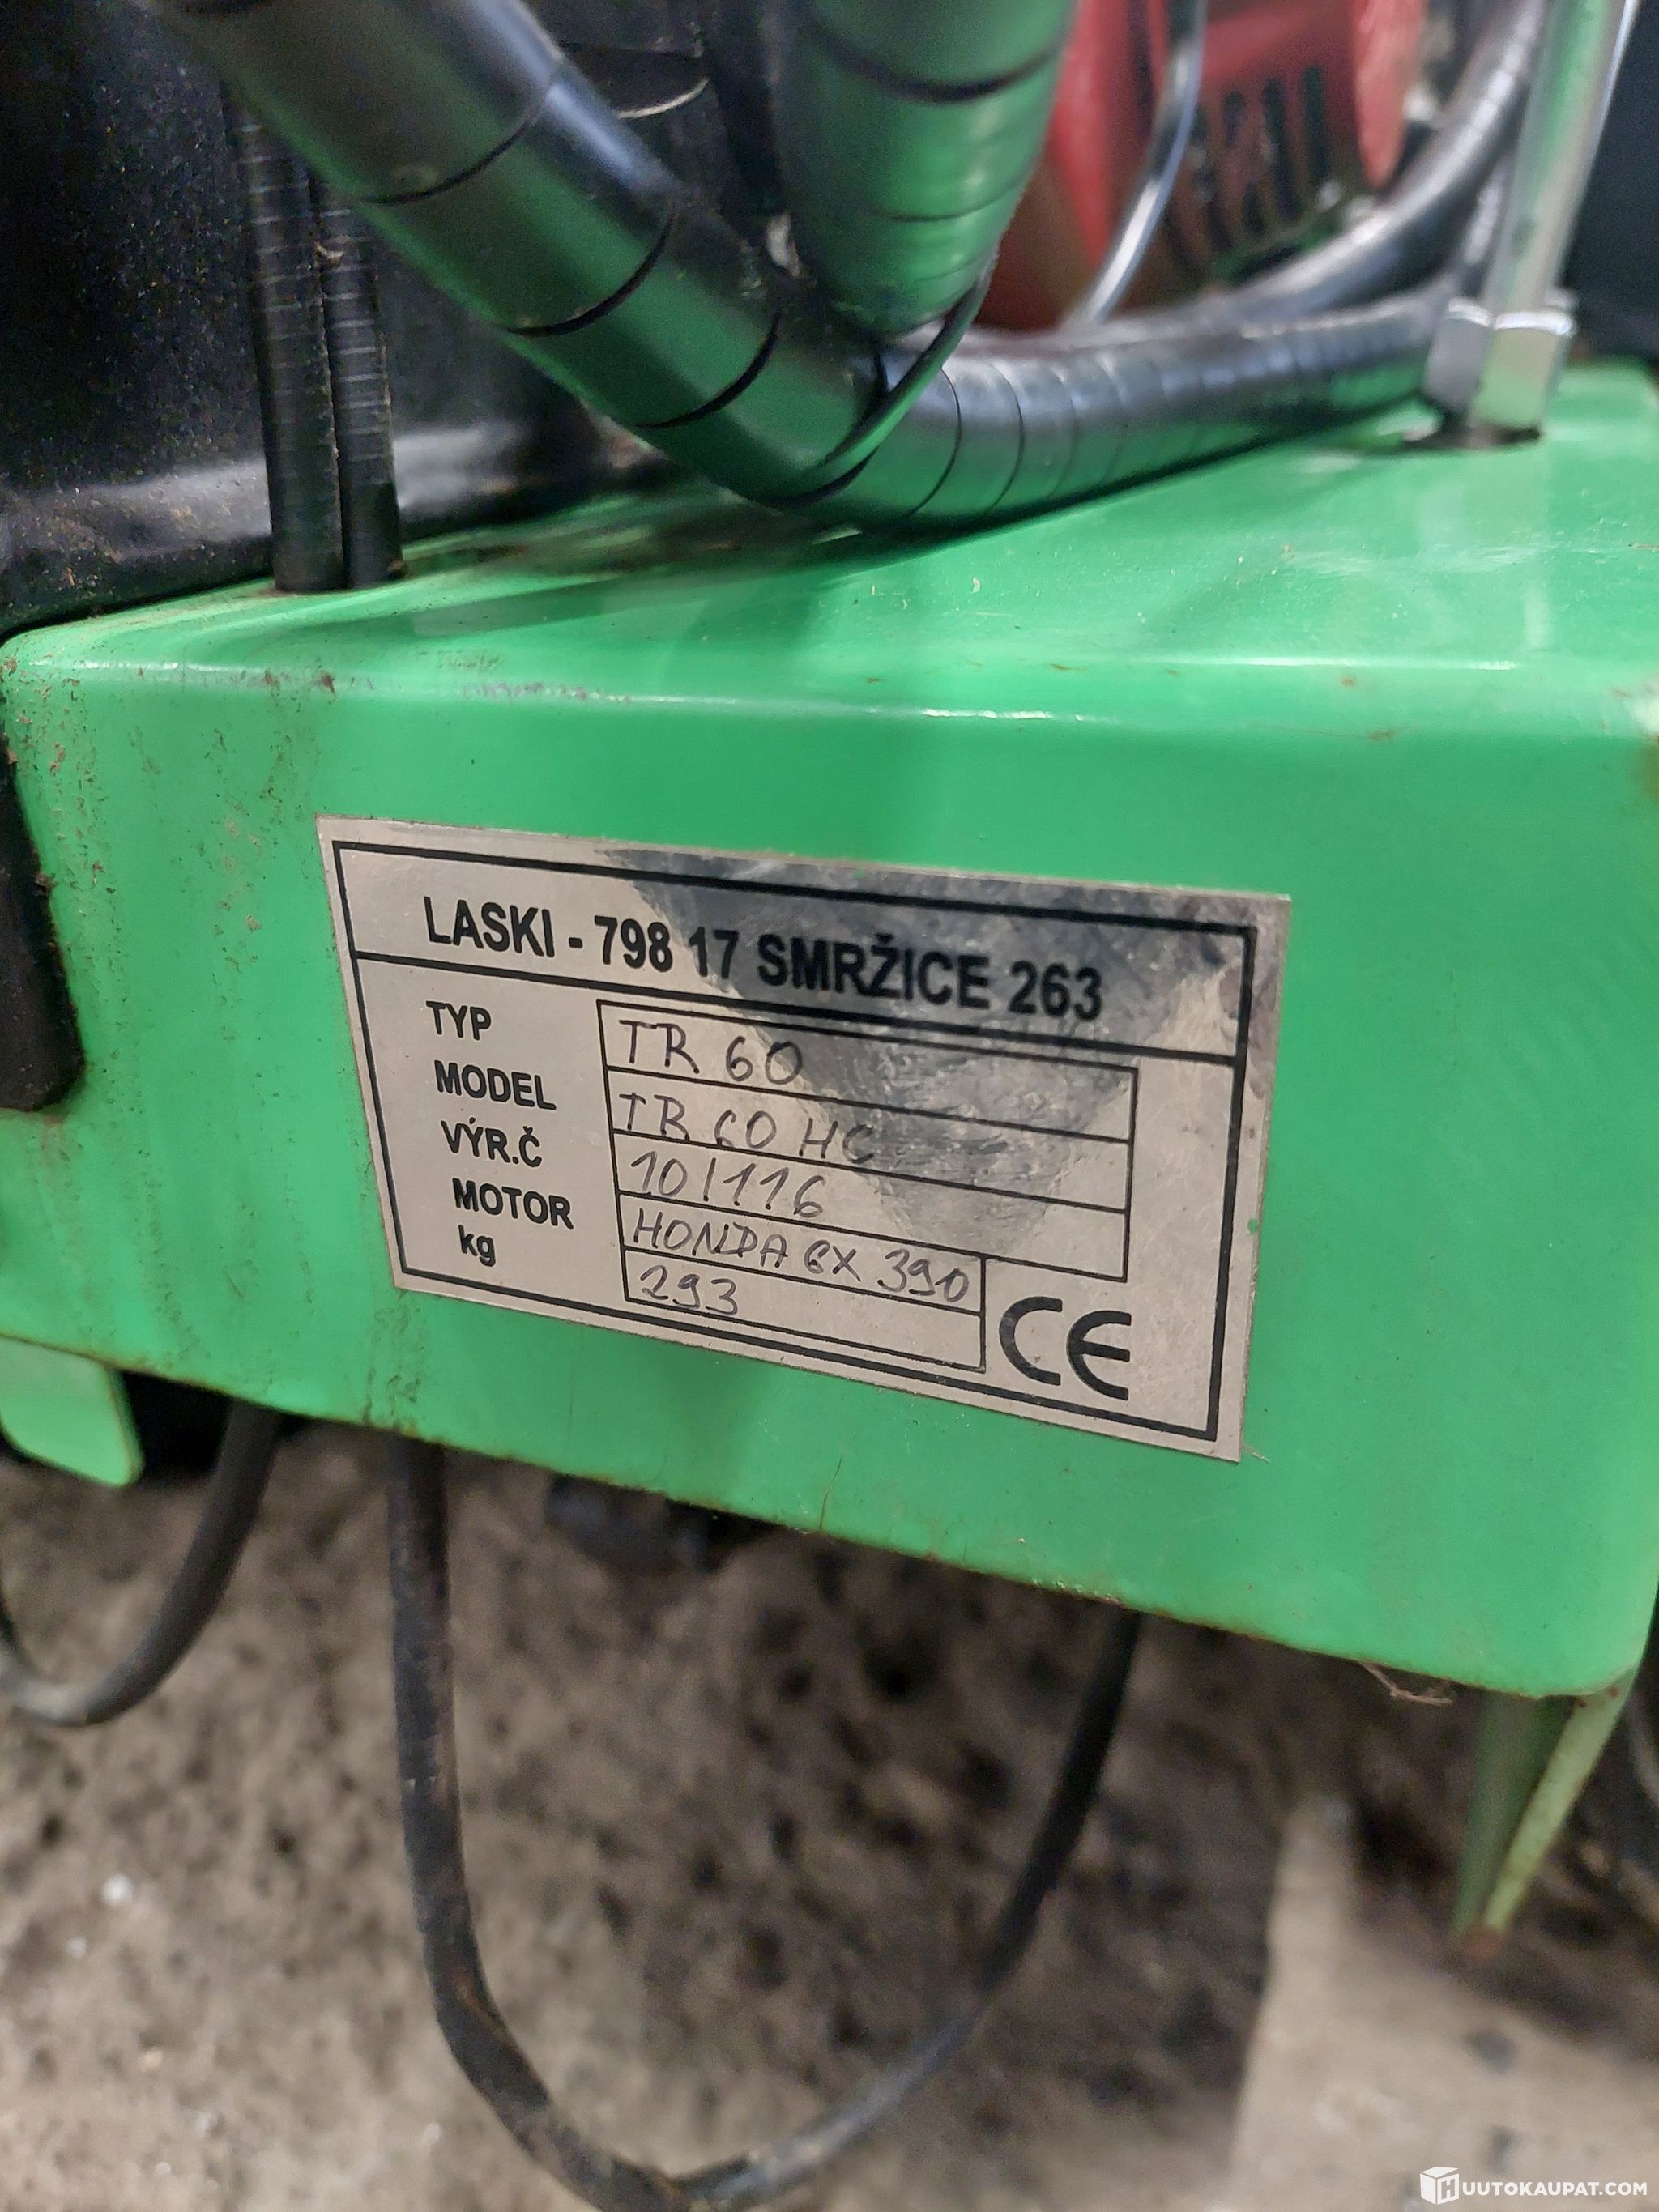 LASKI - 798 17 SMRŽICE 263
TYP TR 60
MODEL TR 60 HC
VÝR.Č 10/116
MOTOR HONDA GX 390
kg 293
CE
HUUTOKAUPAT.COM